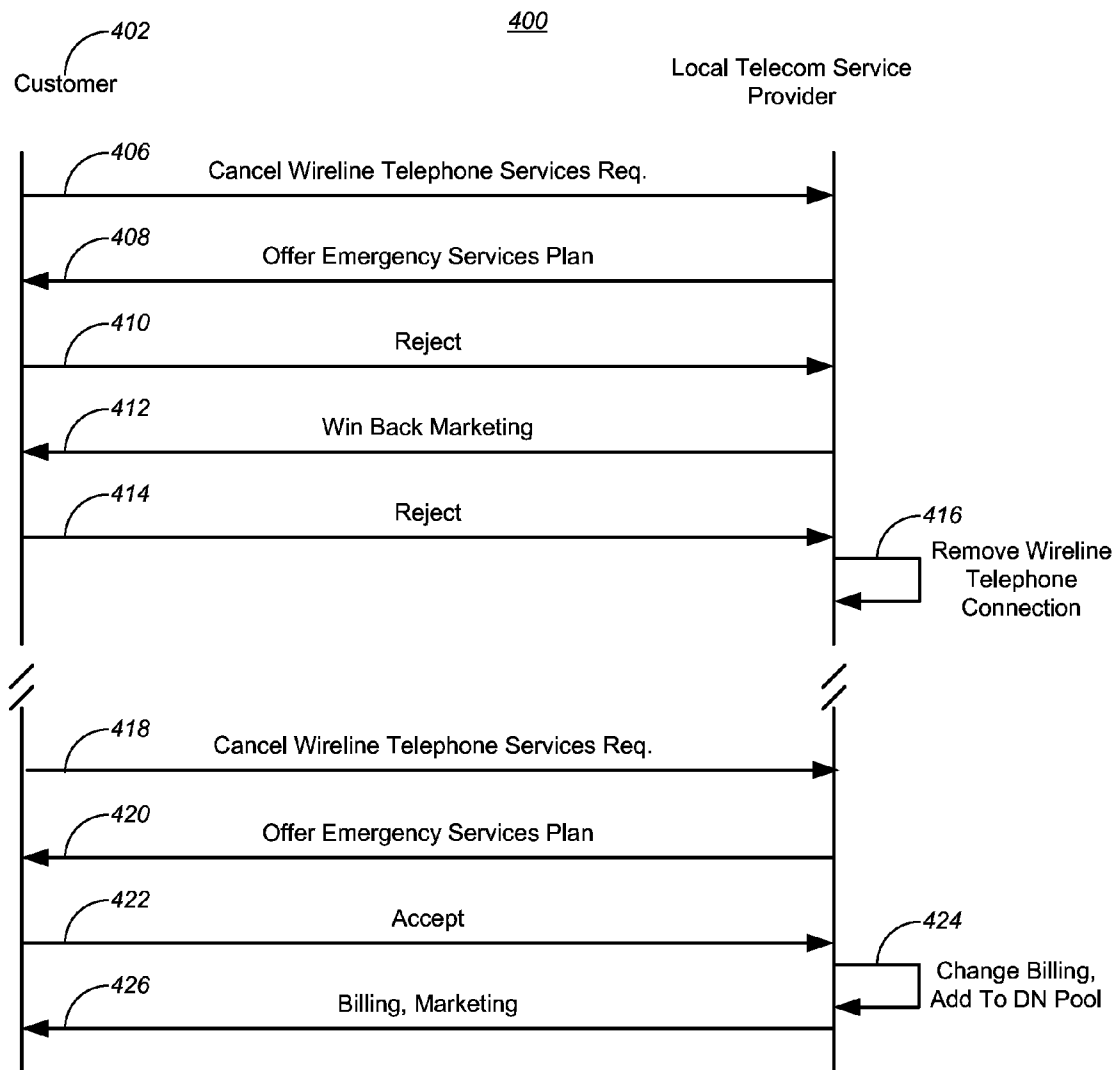 400
402
Customer
Local Telecom Service
Provider
406
Cancel Wireline Telephone Services Req.
408
Offer Emergency Services Plan
410
Reject
412
Win Back Marketing
414
Reject
416
Remove Wireline
Telephone
Connection
418
Cancel Wireline Telephone Services Req.
420
Offer Emergency Services Plan
422
Accept
424
Change Billing,
Add To DN Pool
426
Billing, Marketing